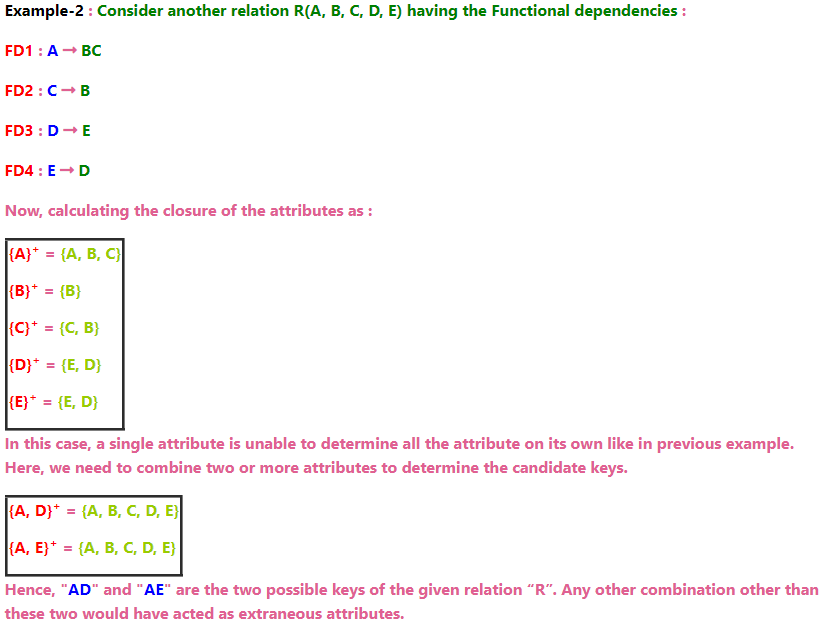 Example-2 : Consider another relation R(A, B, C, D, E) having the Functional dependencies :
FD1 : A → BC
FD2 : C → B
FD3 : D → E
FD4 : E → D
Now, calculating the closure of the attributes as :
{A}⁺ = {A, B, C}
{B}⁺ = {B}
{C}⁺ = {C, B}
{D}⁺ = {E, D}
{E}⁺ = {E, D}
In this case, a single attribute is unable to determine all the attribute on its own like in previous example.
Here, we need to combine two or more attributes to determine the candidate keys.
{A, D}⁺ = {A, B, C, D, E}
{A, E}⁺ = {A, B, C, D, E}
Hence, "AD" and "AE" are the two possible keys of the given relation “R”. Any other combination other than
these two would have acted as extraneous attributes.